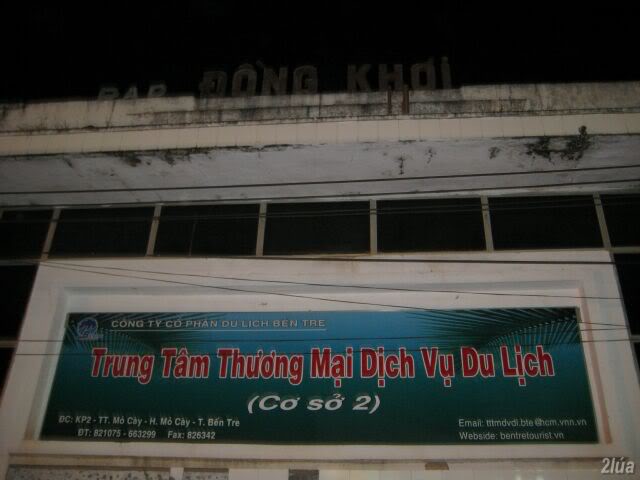 RẠP ĐỒNG KHỞI
CÔNG TY CỔ PHẦN DU LỊCH BẾN TRE
Trung Tâm Thương Mại Dịch Vụ Du Lịch
(Cơ sở 2)
ĐC: KP2 - TT. Mỏ Cày - H. Mỏ Cày - T. Bến Tre
ĐT: 821075 - 663299 Fax: 826342
Email: tttmdvdl.bte@hcm.vnn.vn
Webside: bentretourist.vn
2lúa